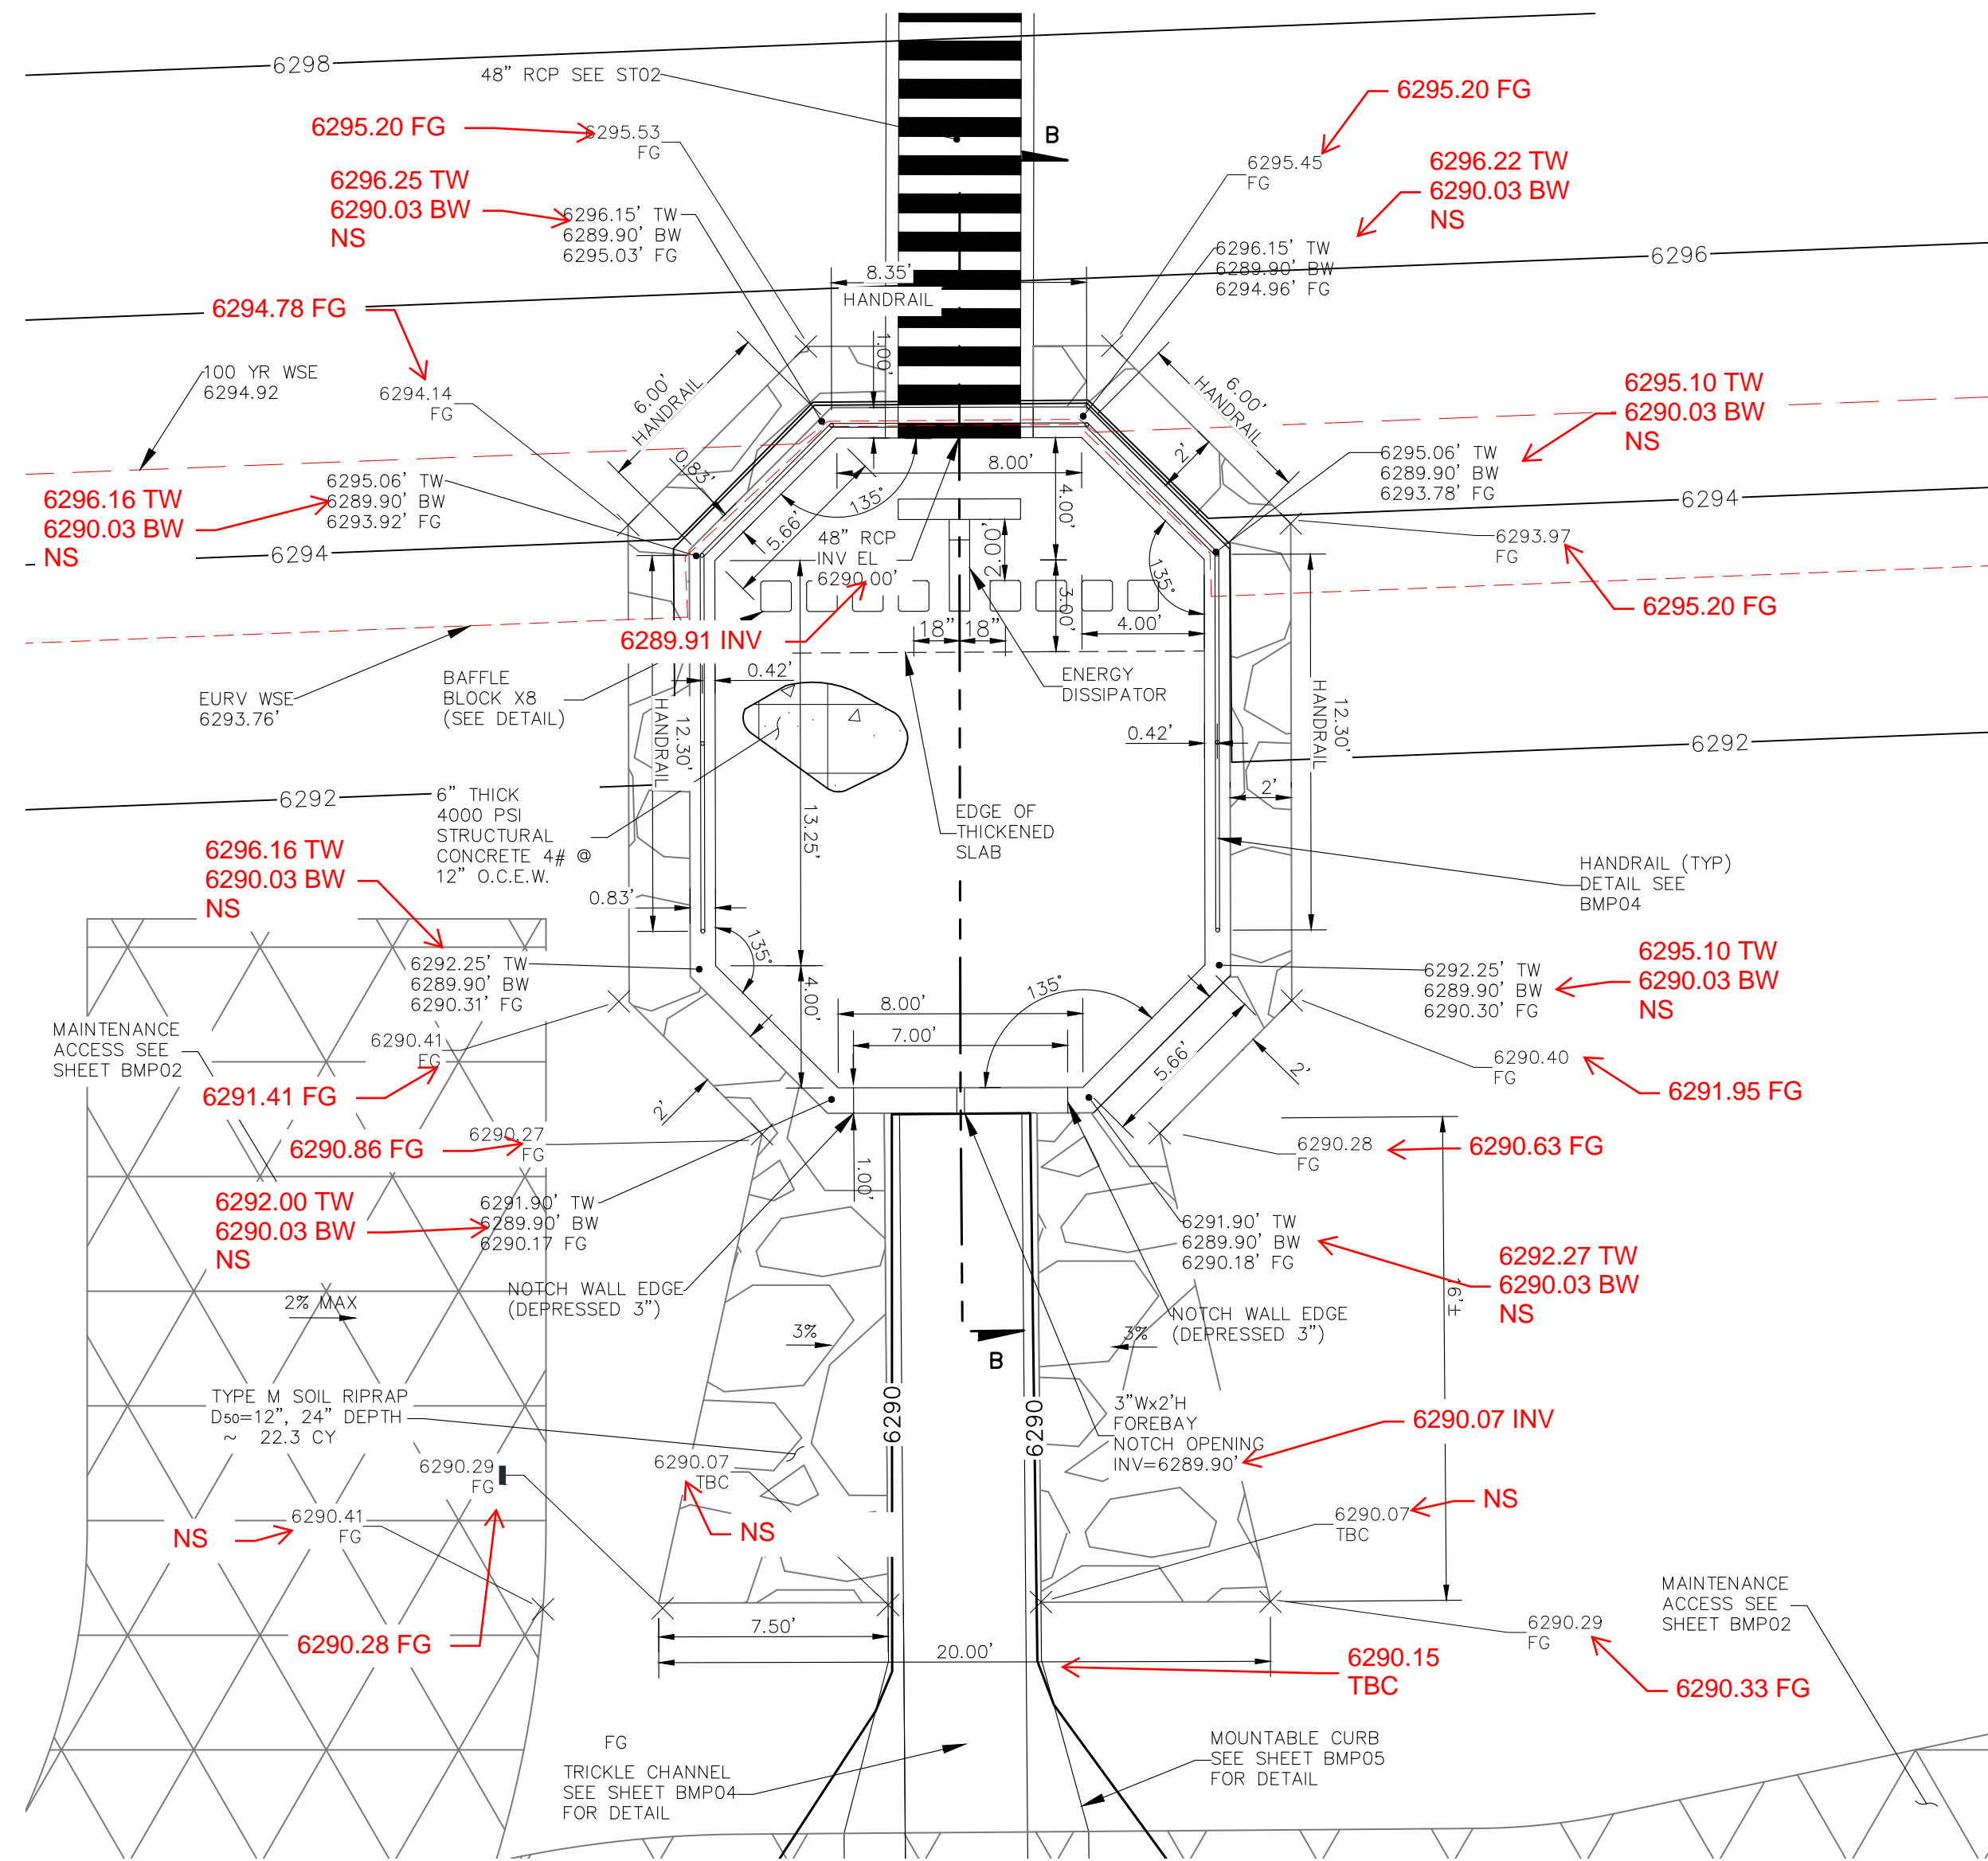 6298
48" RCP SEE ST02
6295.20 FG
6295.53
FG
B
6295.20 FG
6295.45
FG
6296.25 TW
6290.03 BW
NS
6296.15' TW
6289.90' BW
6295.03' FG
6296.22 TW
6290.03 BW
NS
6296.15' TW
6289.90' BW
6294.96' FG
6296
8.35'
HANDRAIL
1.00'
6294.78 FG
6294.14
FG
100 YR WSE
6294.92
6.00'
HANDRAIL
6.00'
HANDRAIL
2'
0.83'
6295.10 TW
6290.03 BW
NS
6295.06' TW
6289.90' BW
6293.78' FG
6296.16 TW
6290.03 BW
NS
6295.06' TW
6289.90' BW
6293.92' FG
8.00'
135°
5.66'
4.00'
6294
6294
48" RCP
INV EL
6290.00'
2.00'
135°
6293.97
FG
6295.20 FG
6289.91 INV
18"
18"
3.00'
4.00'
EURV WSE
6293.76'
BAFFLE
BLOCK X8
(SEE DETAIL)
0.42'
ENERGY
DISSIPATOR
12.30'
HANDRAIL
12.30'
HANDRAIL
0.42'
6292
6292
2'
6" THICK
4000 PSI
STRUCTURAL
CONCRETE 4# @
12" O.C.E.W.
13.25'
EDGE OF
THICKENED
SLAB
HANDRAIL (TYP)
DETAIL SEE
BMP04
6296.16 TW
6290.03 BW
NS
0.83'
135°
6292.25' TW
6289.90' BW
6290.31' FG
4.00'
8.00'
135°
7.00'
6292.25' TW
6289.90' BW
6290.30' FG
6295.10 TW
6290.03 BW
NS
MAINTENANCE
ACCESS SEE
SHEET BMP02
6290.41
FG
6291.41 FG
5.66'
2'
6290.40
FG
6291.95 FG
2'
6290.27
FG
6290.86 FG
6290.28
FG
6290.63 FG
1.00'
6292.00 TW
6290.03 BW
NS
6291.90' TW
6289.90' BW
6290.17 FG
6291.90' TW
6289.90' BW
6290.18' FG
6292.27 TW
6290.03 BW
NS
16'±
NOTCH WALL EDGE
(DEPRESSED 3")
NOTCH WALL EDGE
(DEPRESSED 3")
2% MAX
3%
3%
B
TYPE M SOIL RIPRAP
D50=12", 24" DEPTH
~ 22.3 CY
6290
6290
3"Wx2'H
FOREBAY
NOTCH OPENING
INV=6289.90'
6290.07 INV
6290.29
FG
6290.07
TBC
NS
6290.41
FG
NS
6290.07
TBC
NS
6290.28 FG
7.50'
20.00'
6290.15
TBC
6290.29
FG
6290.33 FG
MAINTENANCE
ACCESS SEE
SHEET BMP02
FG
TRICKLE CHANNEL
SEE SHEET BMP04
FOR DETAIL
MOUNTABLE CURB
SEE SHEET BMP05
FOR DETAIL